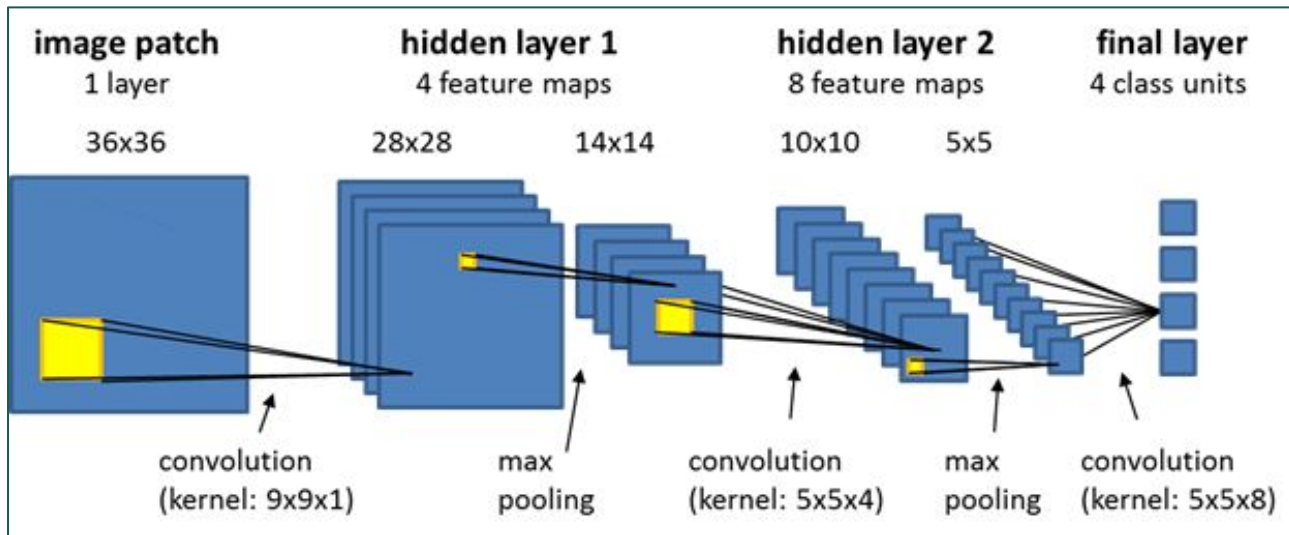 image patch
1 layer
36x36
hidden layer 1
4 feature maps
28x28
14x14
hidden layer 2
8 feature maps
10x10
5x5
final layer
4 class units
convolution
(kernel: 9x9x1)
max
pooling
convolution
(kernel: 5x5x4)
max
pooling
convolution
(kernel: 5x5x8)